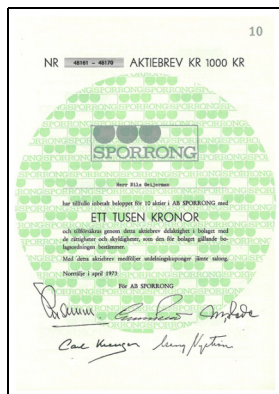 10
NR 48161 – 48170 AKTIEBREV KR 1000 KR
SPORRONG
Herr Nils Geijerman
har tillfullo inbetalt beloppen för 10 aktier i AB SPORRONG med
ETT TUSEN KRONOR
och tillförsäkras genom detta aktiebrev delaktighet i bolaget med
de rättigheter och skyldigheter, som den för bolaget gällande bo-
lagsordningen bestämmer.
Med detta aktiebrev medföljer utdelningskuponger jämte talong.
Norrtälje i april 1973
För AB SPORRONG